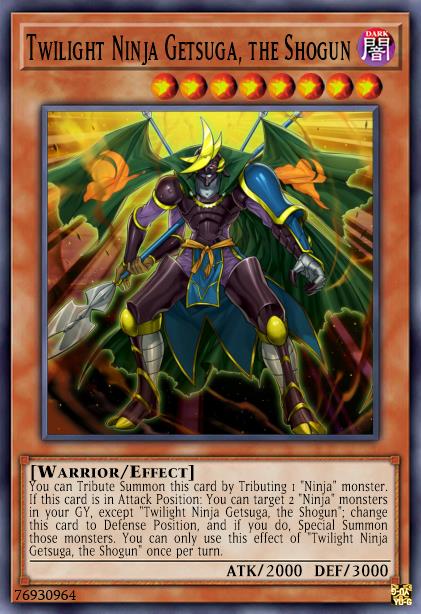 Twilight Ninja Getsuga, the Shogun
DARK
闇
[Warrior/Effect]
You can Tribute Summon this card by Tributing 1 "Ninja" monster.
If this card is in Attack Position: You can target 2 "Ninja" monsters
in your GY, except "Twilight Ninja Getsuga, the Shogun"; change
this card to Defense Position, and if you do, Special Summon
those monsters. You can only use this effect of "Twilight Ninja
Getsuga, the Shogun" once per turn.
ATK/2000 DEF/3000
76930964